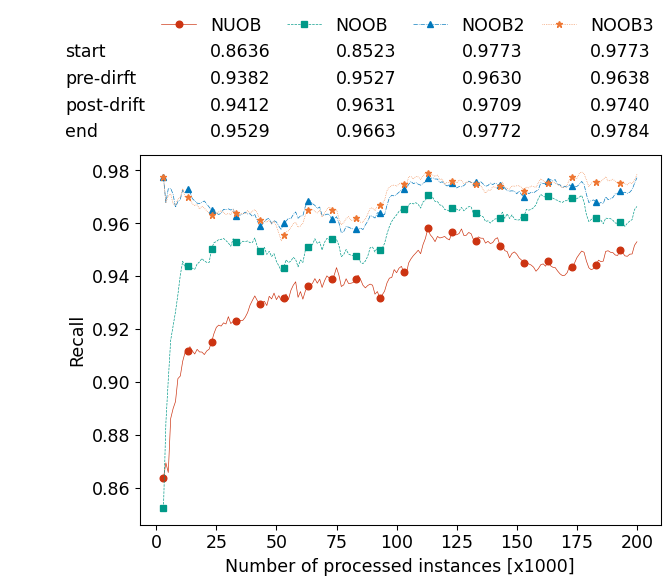 NUOB NOOB NOOB2 NOOB3
start 0.8636 0.8523 0.9773 0.9773
pre-dirft 0.9382 0.9527 0.9630 0.9638
post-drift 0.9412 0.9631 0.9709 0.9740
end 0.9529 0.9663 0.9772 0.9784
0.98
0.96
0.94
0.92
0.90
0.88
0.86
Recall
0 25 50 75 100 125 150 175 200
Number of processed instances [x1000]